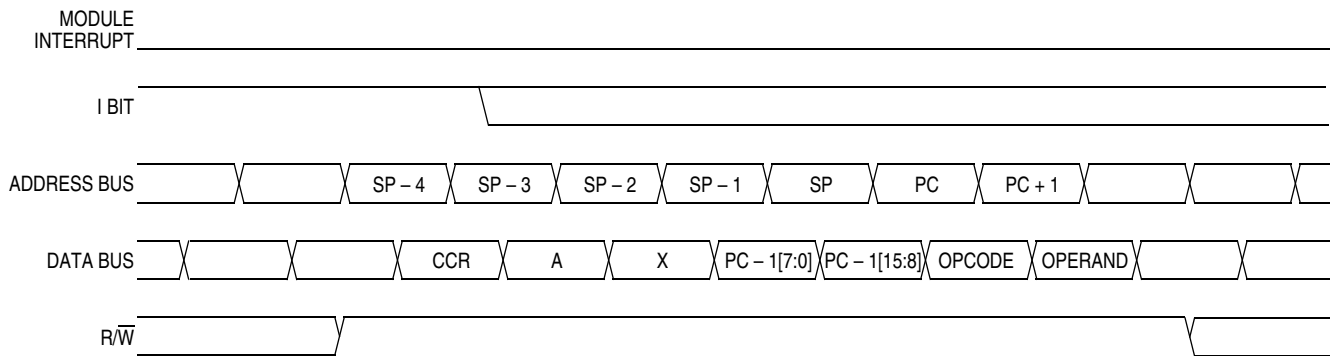 MODULE
INTERRUPT
I BIT
ADDRESS BUS SP – 4 SP – 3 SP – 2 SP – 1 SP PC PC + 1
DATA BUS CCR A X PC – 1[7:0] PC – 1[15:8] OPCODE OPERAND
R/W̅